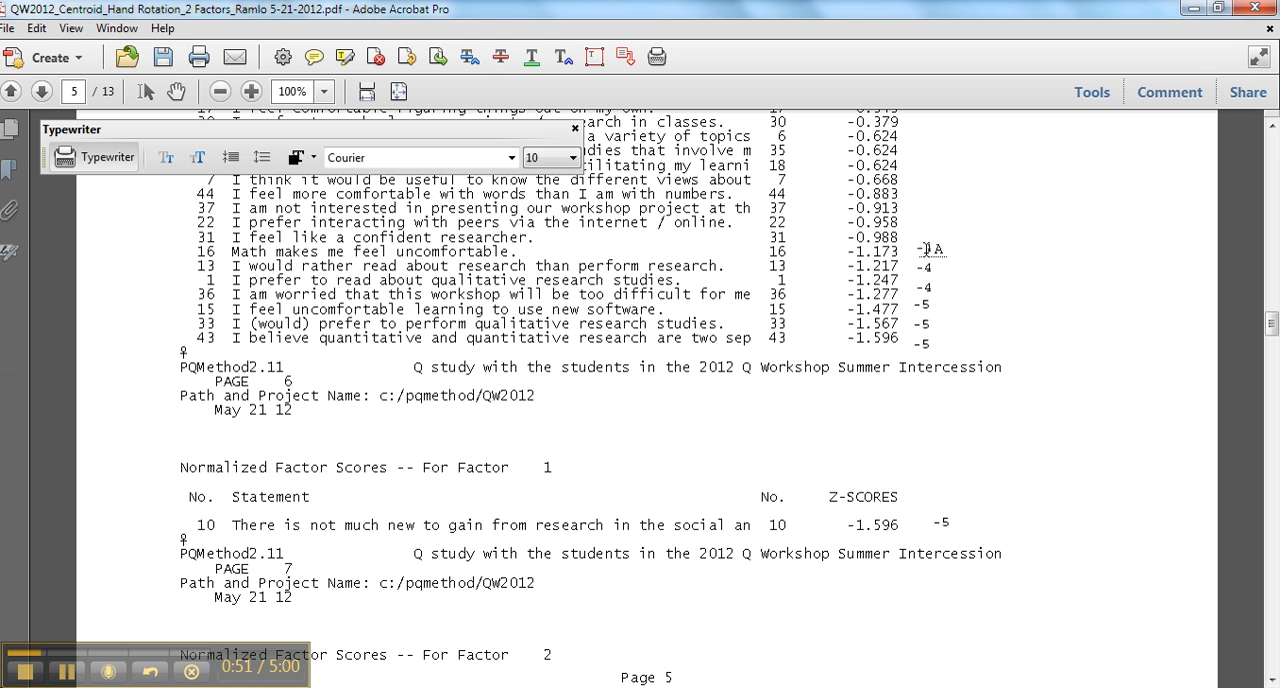 QW2012_Centroid_Hand Rotation_2 Factors_Ramlo 5-21-2012.pdf - Adobe Acrobat Pro
File Edit View Window Help
Create
5 / 13 100% Tools Comment Share
Typewriter
Typewriter Courier 10
search in classes. 30 -0.379
a variety of topics 6 -0.624
dies that involve m 35 -0.624
cilitating my learni 18 -0.624
7 I think it would be useful to know the different views about 7 -0.668
44 I feel more comfortable with words than I am with numbers. 44 -0.883
37 I am not interested in presenting our workshop project at th 37 -0.913
22 I prefer interacting with peers via the internet / online. 22 -0.958
31 I feel like a confident researcher. 31 -0.988
16 Math makes me feel uncomfortable. 16 -1.173
13 I would rather read about research than perform research. 13 -1.217 -4
1 I prefer to read about qualitative research studies. 1 -1.247 -4
36 I am worried that this workshop will be too difficult for me 36 -1.277 -5
15 I feel uncomfortable learning to use new software. 15 -1.477
33 I (would) prefer to perform qualitative research studies. 33 -1.567 -5
43 I believe quantitative and quantitative research are two sep 43 -1.596 -5
PQMethod2.11 Q study with the students in the 2012 Q Workshop Summer Intercession
PAGE 6
Path and Project Name: c:/pqmethod/QW2012
May 21 12
Normalized Factor Scores -- For Factor 1
No. Statement No. Z-SCORES
10 There is not much new to gain from research in the social an 10 -1.596 -5
PQMethod2.11 Q study with the students in the 2012 Q Workshop Summer Intercession
PAGE 7
Path and Project Name: c:/pqmethod/QW2012
May 21 12
Normalized Factor Scores -- For Factor 2
0:51 / 5:00
Page 5